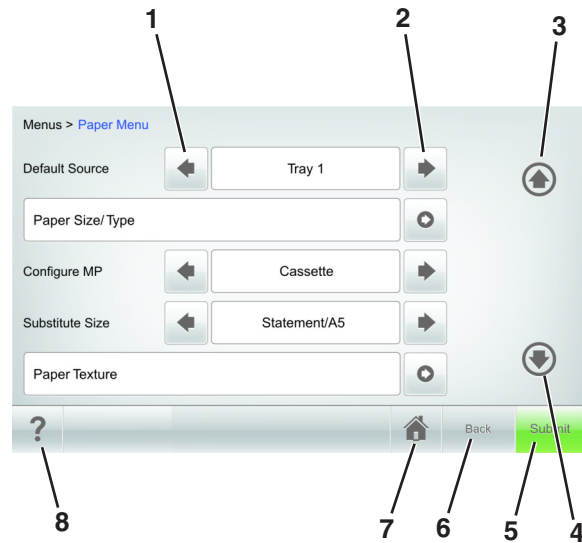 1 2 3
Menus > Paper Menu
Default Source Tray 1
Paper Size/Type
Configure MP Cassette
Substitute Size Statement/A5
Paper Texture
? Back Submit
8 7 6 5 4